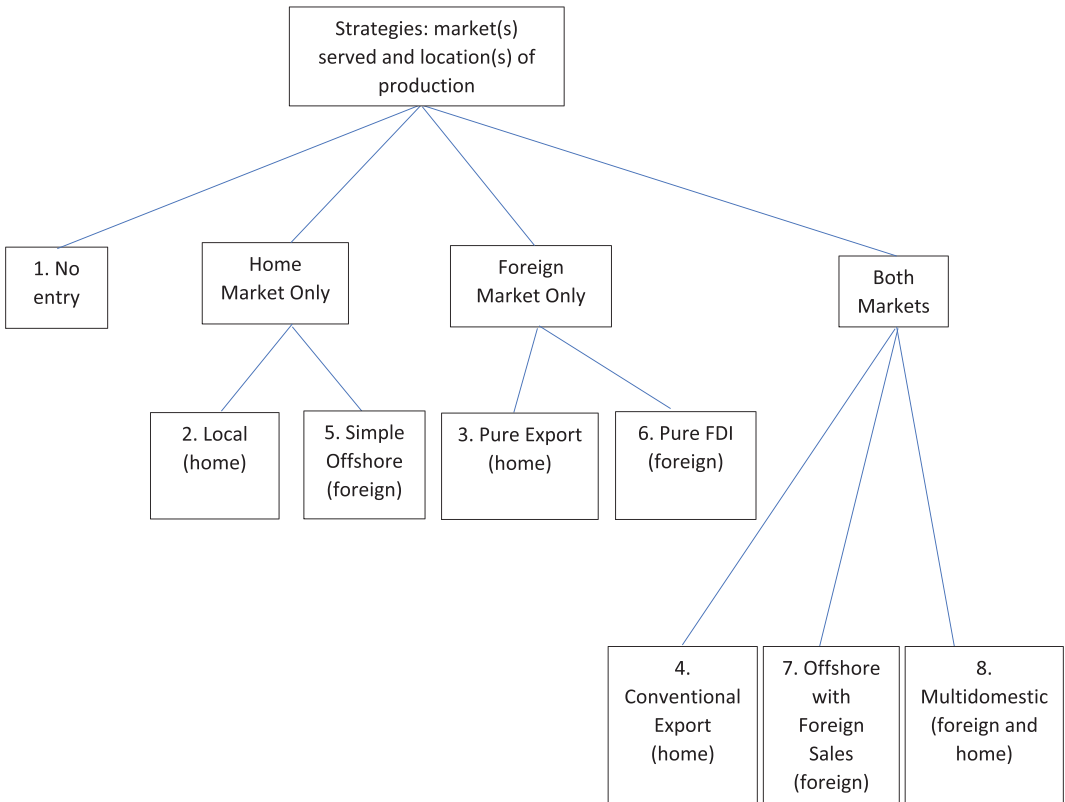 Strategies: market(s)
served and location(s) of
production
1. No
entry
Home
Market Only
Foreign
Market Only
Both
Markets
2. Local
(home)
5. Simple
Offshore
(foreign)
3. Pure Export
(home)
6. Pure FDI
(foreign)
4.
Conventional
Export
(home)
7. Offshore
with
Foreign
Sales
(foreign)
8.
Multidomestic
(foreign and
home)